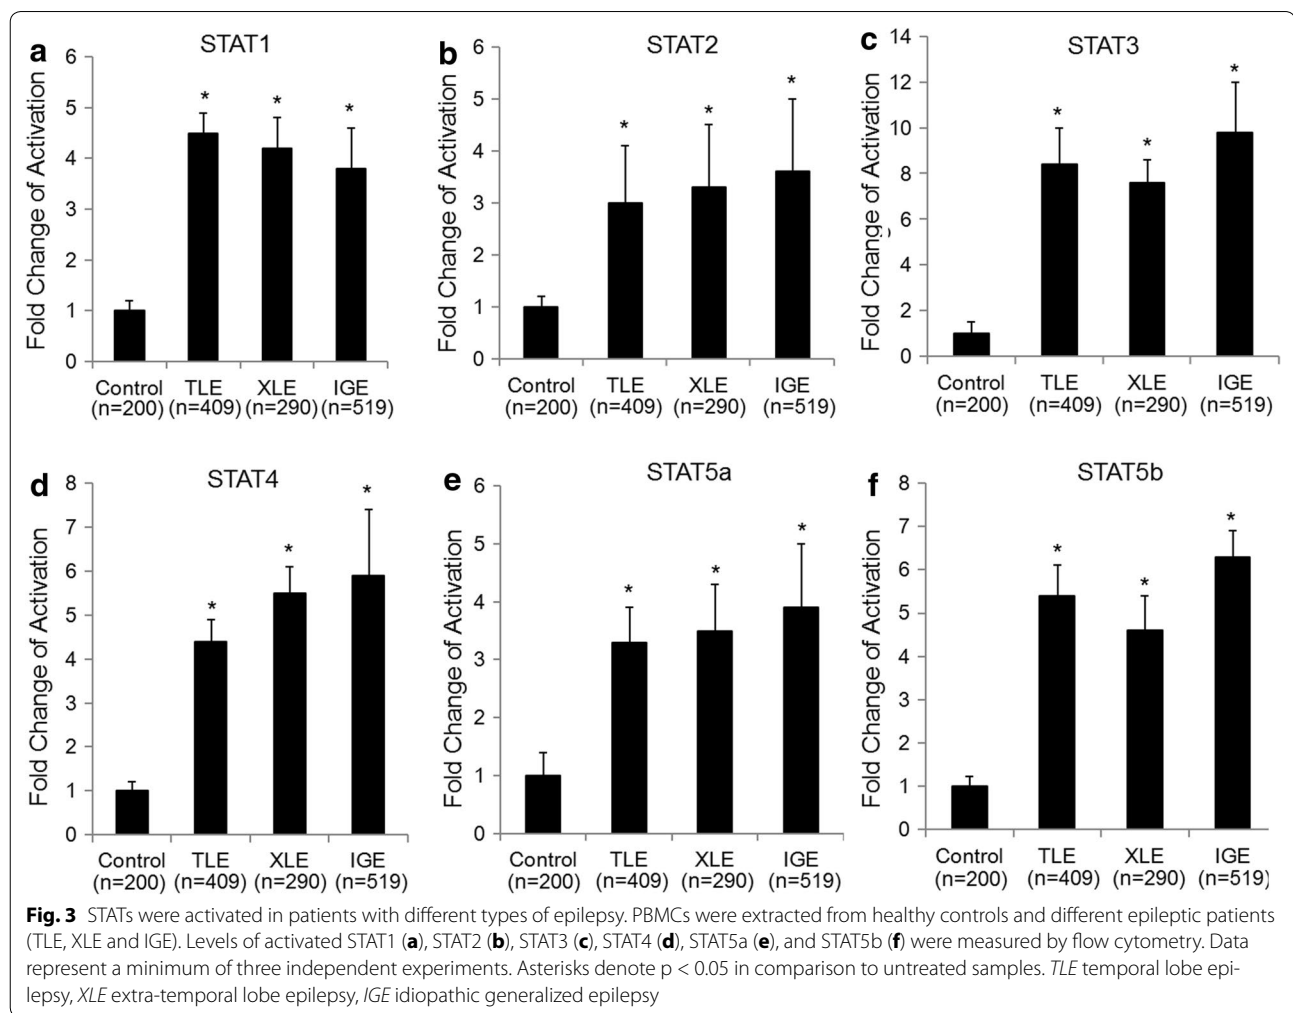 a STAT1
Fold Change of Activation
6
5
4
3
2
1
0
* * *
Control TLE XLE IGE
(n=200) (n=409) (n=290) (n=519)
b STAT2
Fold Change of Activation
6
5
4
3
2
1
0
* * *
Control TLE XLE IGE
(n=200) (n=409) (n=290) (n=519)
c STAT3
Fold Change of Activation
14
12
10
8
6
4
2
0
* * *
Control TLE XLE IGE
(n=200) (n=409) (n=290) (n=519)
d STAT4
Fold Change of Activation
8
7
6
5
4
3
2
1
0
* * *
Control TLE XLE IGE
(n=200) (n=409) (n=290) (n=519)
e STAT5a
Fold Change of Activation
6
5
4
3
2
1
0
* * *
Control TLE XLE IGE
(n=200) (n=409) (n=290) (n=519)
f STAT5b
Fold Change of Activation
8
7
6
5
4
3
2
1
0
* * *
Control TLE XLE IGE
(n=200) (n=409) (n=290) (n=519)
Fig. 3 STATs were activated in patients with different types of epilepsy. PBMCs were extracted from healthy controls and different epileptic patients
(TLE, XLE and IGE). Levels of activated STAT1 (a), STAT2 (b), STAT3 (c), STAT4 (d), STAT5a (e), and STAT5b (f) were measured by flow cytometry. Data
represent a minimum of three independent experiments. Asterisks denote p < 0.05 in comparison to untreated samples. TLE temporal lobe epi-
lepsy, XLE extra-temporal lobe epilepsy, IGE idiopathic generalized epilepsy